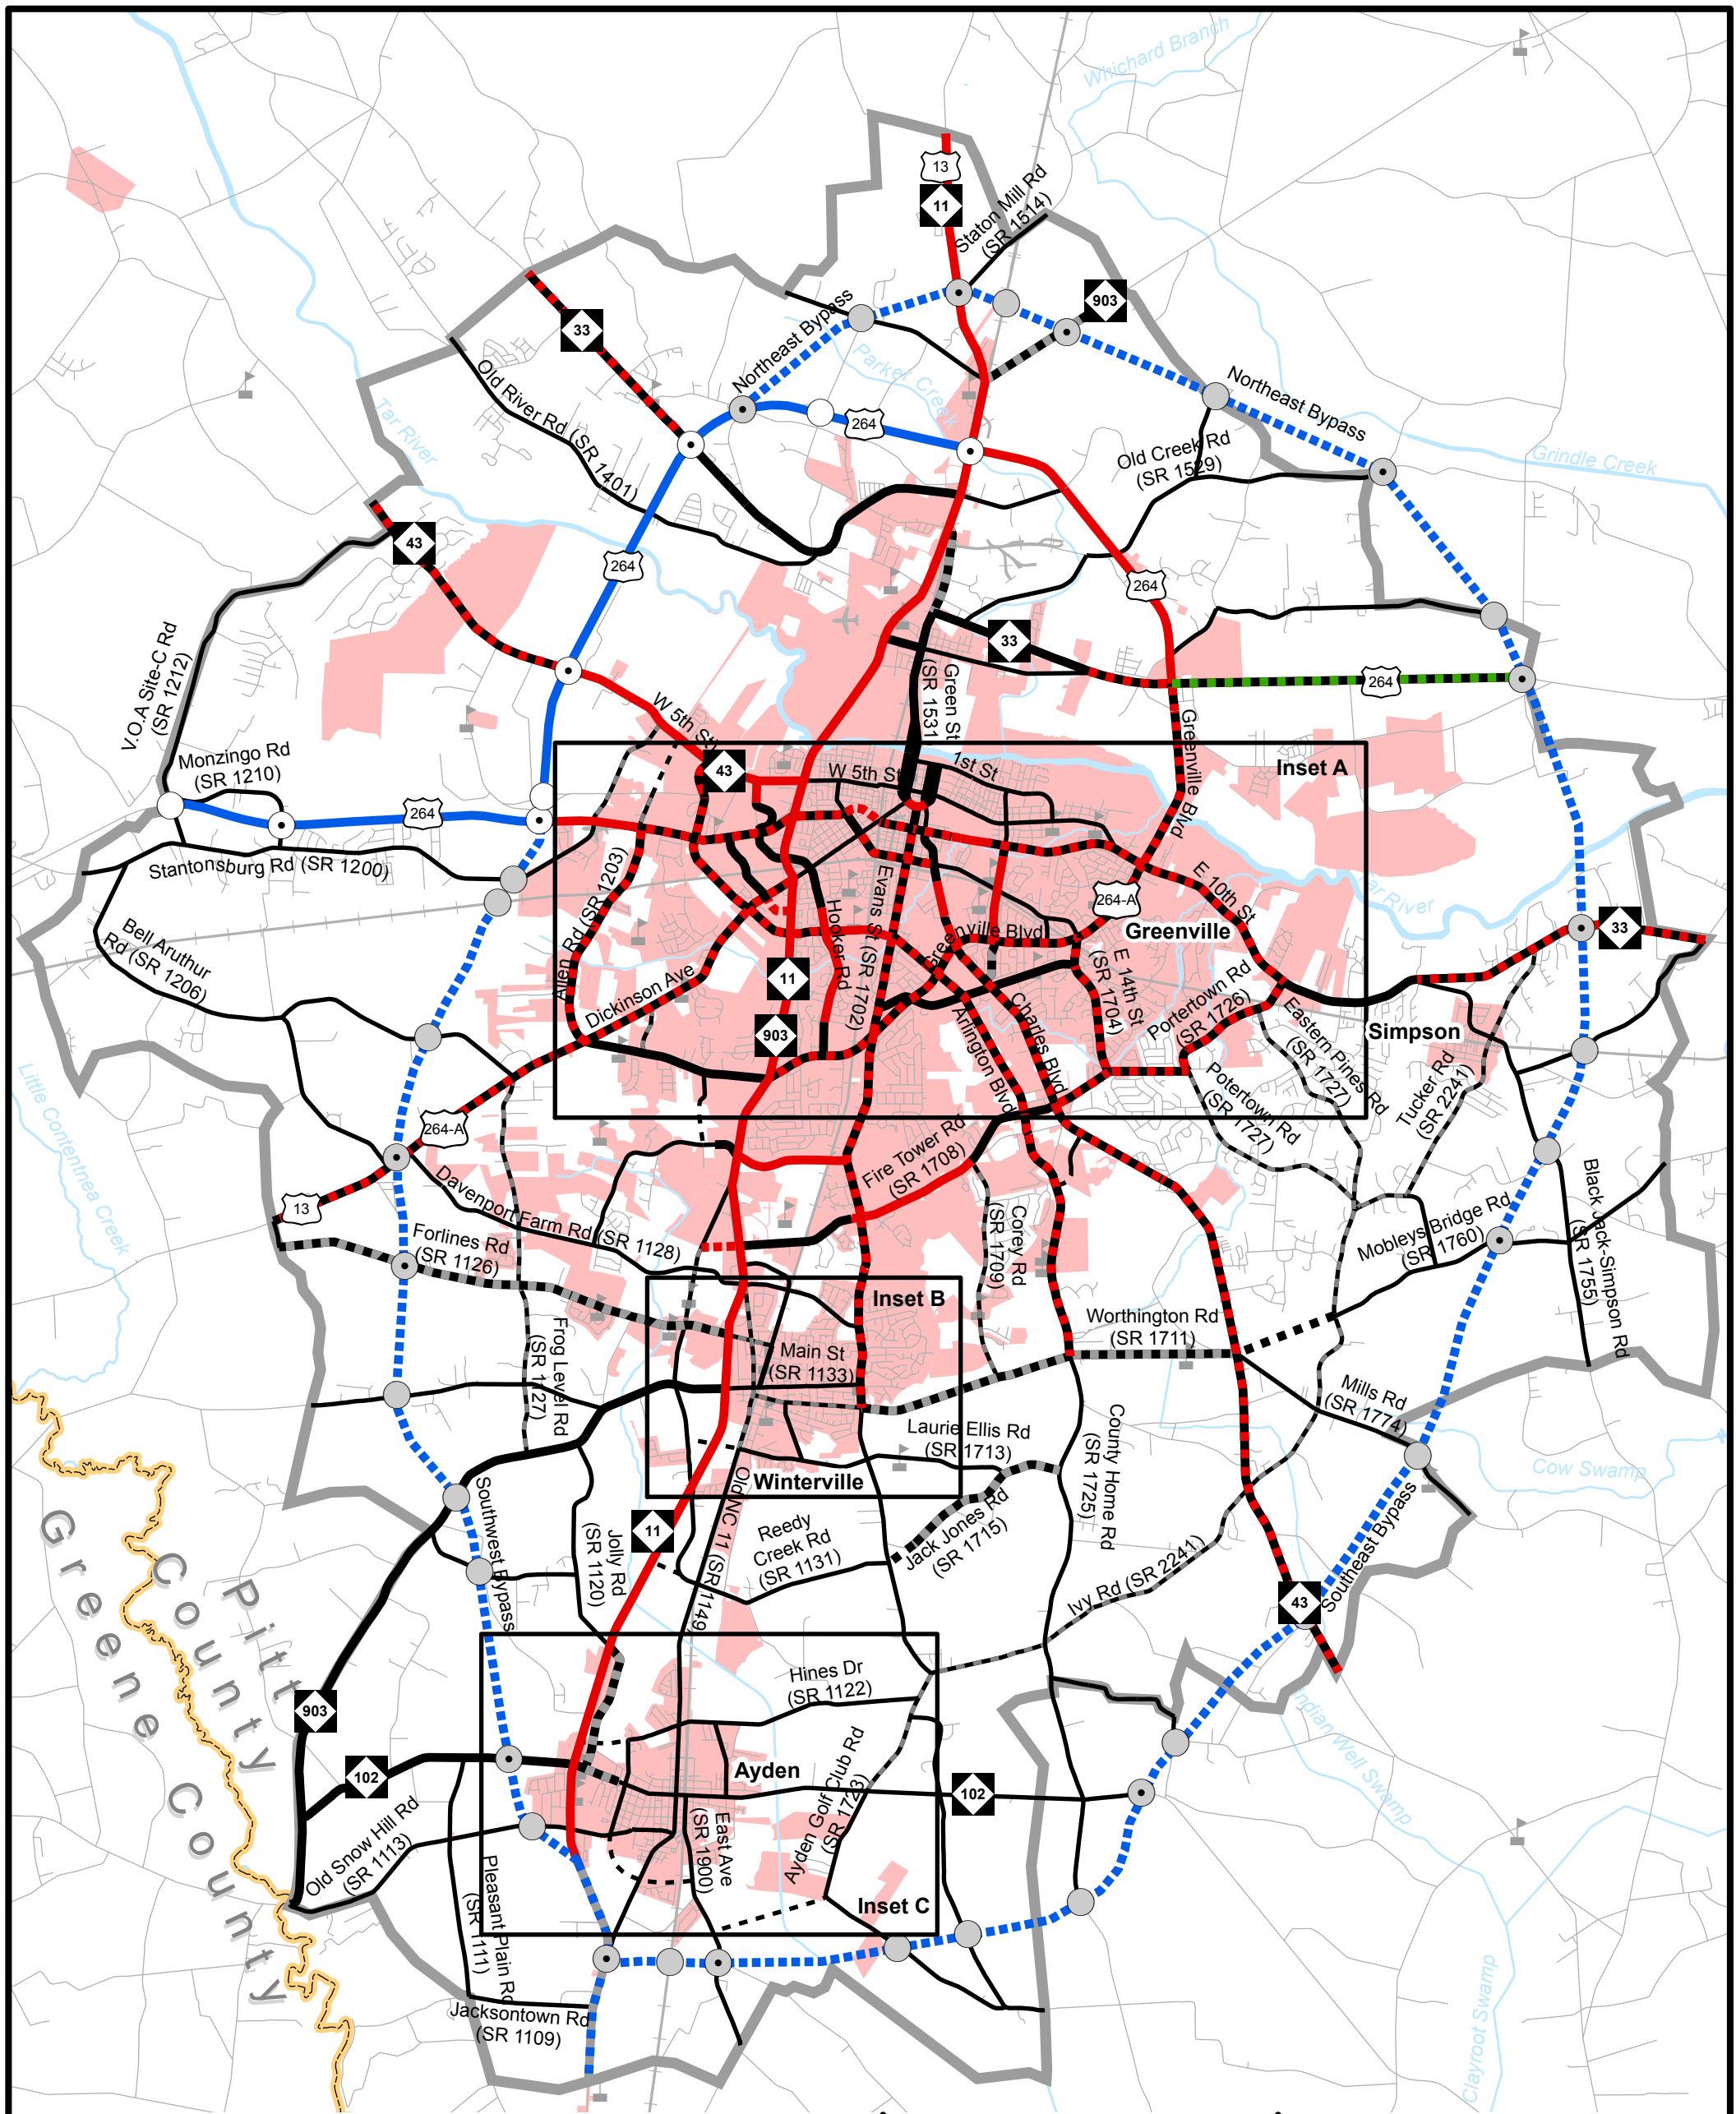 Whichard Branch
13
11
Staton Mill Rd
(SR 1514)
903
33
Northeast Bypass
Parker Creek
Northeast Bypass
Old River Rd (SR 1401)
264
Tar River
Old Creek Rd
(SR 1529)
Grindle Creek
43
264
264
33
V.O.A Site-C Rd
(SR 1212)
Green St
(SR 1531
264
W 5th St
Greenville Blvd
Monzingo Rd
(SR 1210)
43
W 5th St
1st St
Inset A
264
Stantonsburg Rd (SR 1200)
Allen Rd (SR 1203)
Evans St (SR 1702)
264-A
E 10th St
Tar River
Bell Aruthur
Rd (SR 1206)
Hooker Rd
Greenville Blvd
Greenville
33
Dickinson Ave
11
E 14th St
(SR 1704)
Portertown Rd
(SR 1726)
903
Arlington Blvd
Charles Blvd
Eastern Pines Rd
(SR 1727)
Simpson
Little Contentnea Creek
Potertown Rd
(SR 1727)
Tucker Rd
(SR 2241)
264-A
Fire Tower Rd
(SR 1708)
13
Davenport Farm Rd (SR 1128)
Forlines Rd
(SR 1126)
Corey Rd
(SR 1709)
Mobleys Bridge Rd
(SR 1760)
Black Jack-Simpson Rd
(SR 1755)
Inset B
Frog Level Rd
(SR 1127)
Main St
(SR 1133)
Worthington Rd
(SR 1711)
Mills Rd
(SR 1774)
Laurie Ellis Rd
(SR 1713)
County Home Rd
(SR 1725)
Cow Swamp
Winterville
Southwest Bypass
Old NC 11 (SR 1149)
Jack Jones Rd
(SR 1715)
11
Reedy
Creek Rd
(SR 1131)
Jolly Rd
(SR 1120)
Ivy Rd (SR 2241)
43
Southeast Bypass
Pitt County
Greene County
Hines Dr
(SR 1122)
903
Indian Well Swamp
102
Ayden
Ayden Golf Club Rd
(SR 1723)
102
Old Snow Hill Rd
(SR 1113)
East Ave
(SR 1900)
Pleasant Plain Rd
(SR 1111)
Inset C
Jacksontown Rd
(SR 1109)
Clayroot Swamp